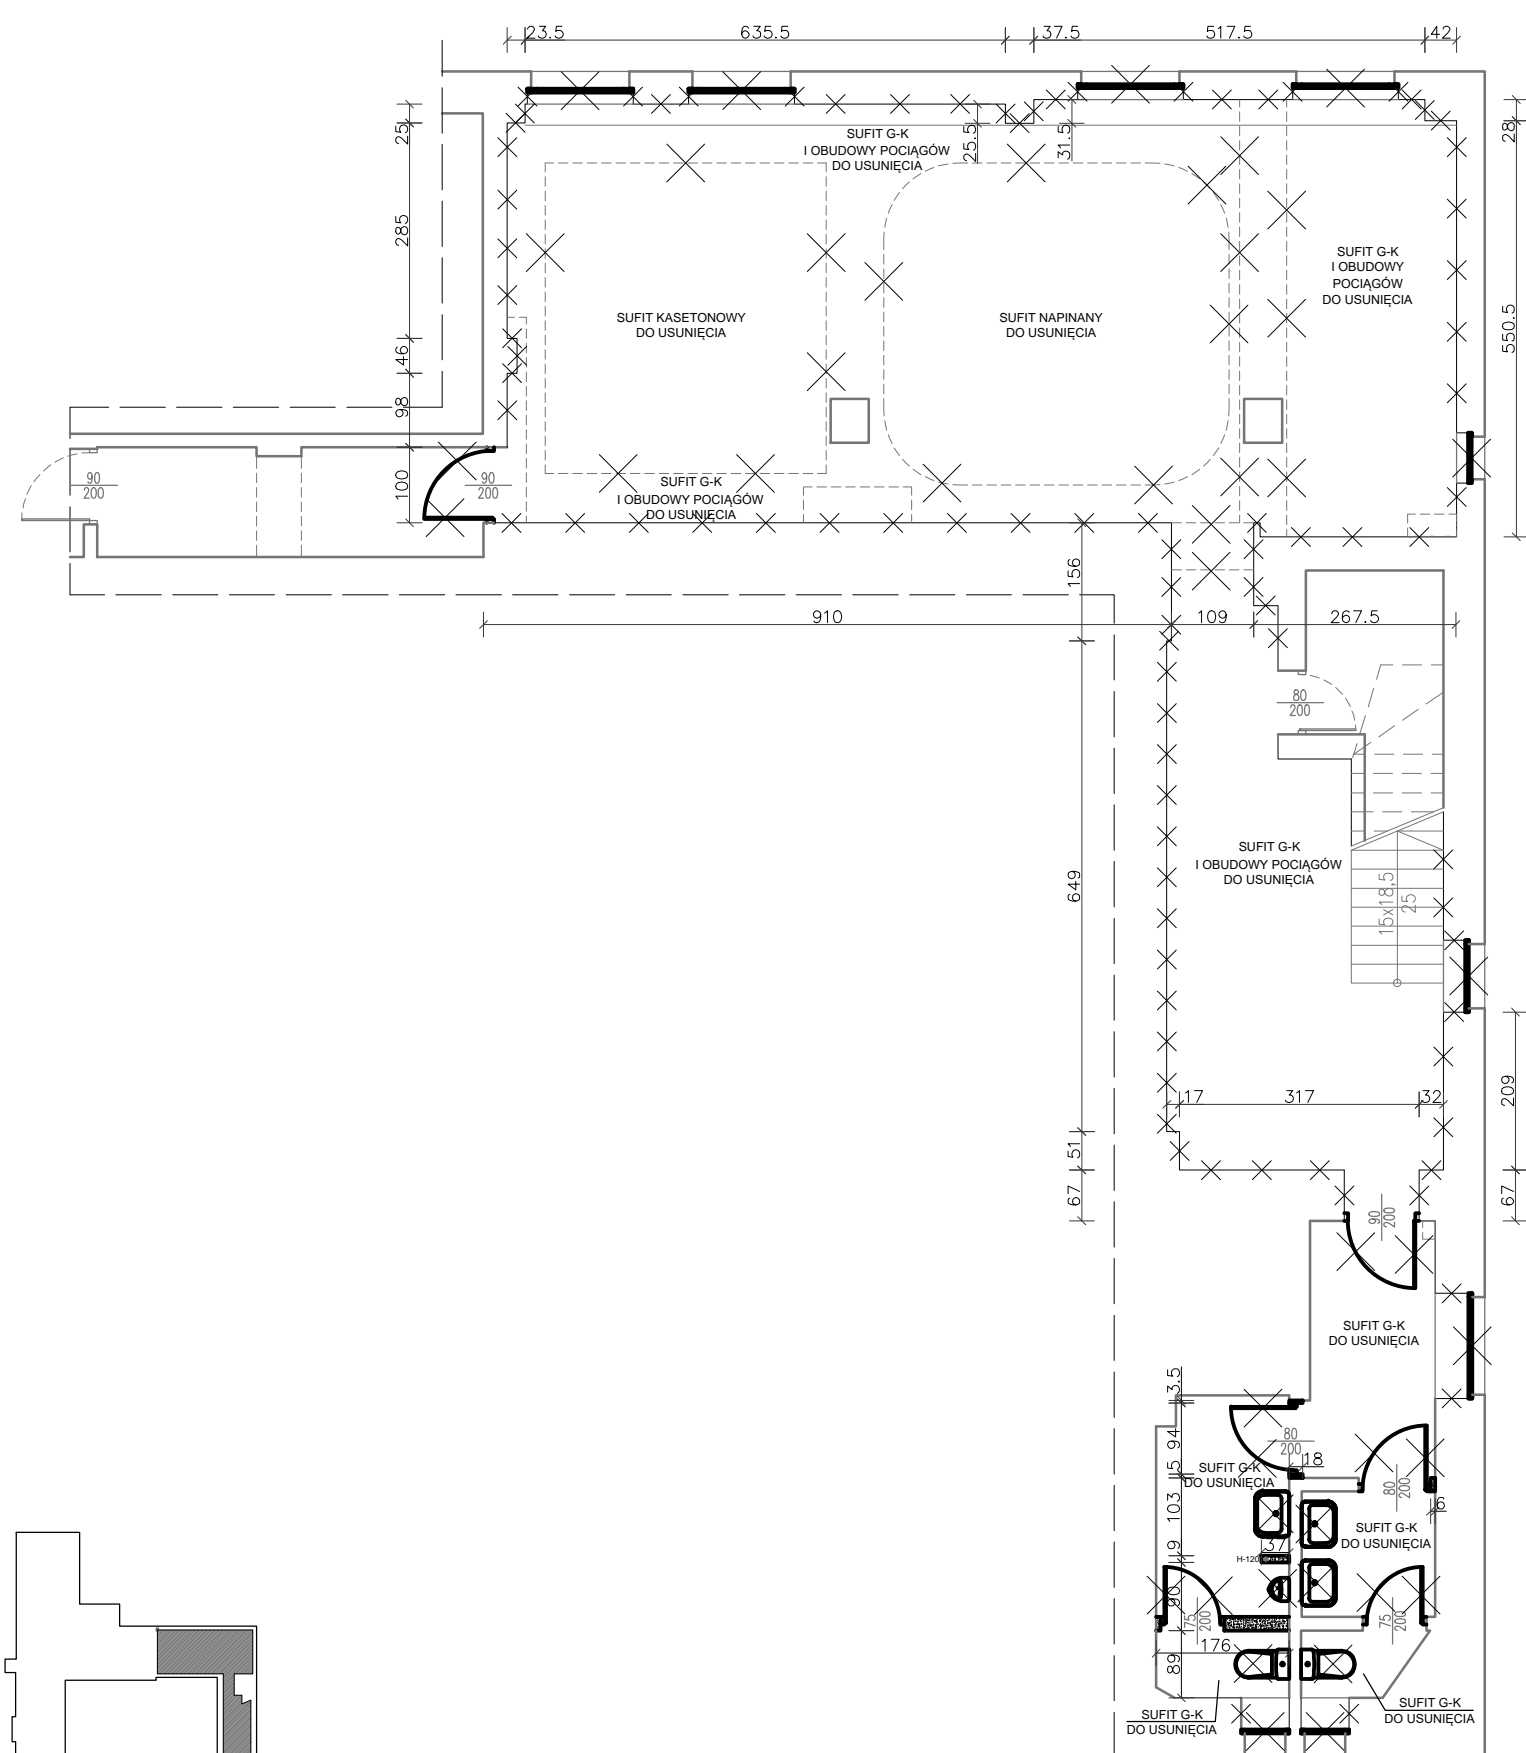 23.5
635.5
37.5
517.5
42
25
SUFIT G-K
I OBUDOWY POCIĄGÓW
DO USUNIĘCIA
25.5
31.5
28
285
SUFIT G-K
I OBUDOWY
POCIĄGÓW
DO USUNIĘCIA
SUFIT KASETONOWY
DO USUNIĘCIA
SUFIT NAPINANY
DO USUNIĘCIA
550.5
46
98
90
200
100
90
200
SUFIT G-K
I OBUDOWY POCIĄGÓW
DO USUNIĘCIA
156
910
109
267.5
80
200
SUFIT G-K
I OBUDOWY POCIĄGÓW
DO USUNIĘCIA
649
15x18,5
25
17
317
32
209
51
67
67
90
200
SUFIT G-K
DO USUNIĘCIA
3.5
94
80
200
18
5
SUFIT G-K
DO USUNIĘCIA
80
200
6
103
SUFIT G-K
DO USUNIĘCIA
37
9
H-120
90
75
200
75
200
176
89
SUFIT G-K
DO USUNIĘCIA
SUFIT G-K
DO USUNIĘCIA